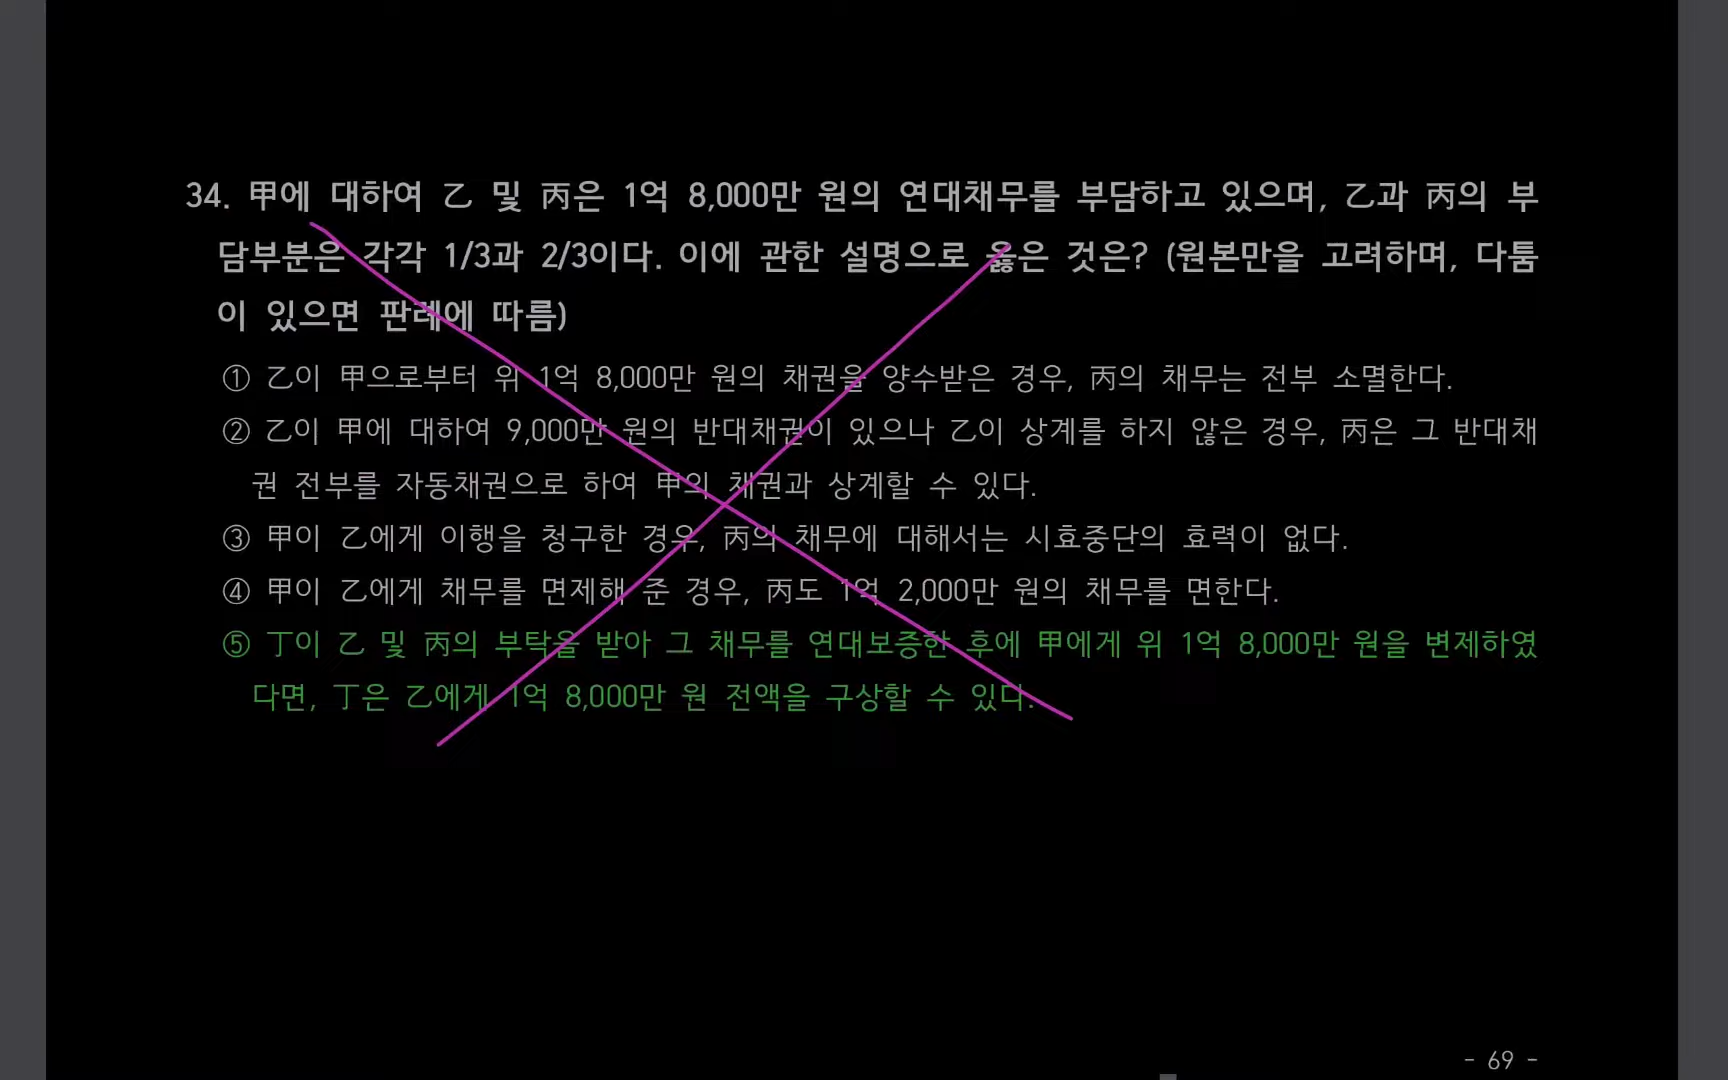 34. 甲에 대하여 乙 및 丙은 1억 8,000만 원의 연대채무를 부담하고 있으며, 乙과 丙의 부
담부분은 각각 1/3과 2/3이다. 이에 관한 설명으로 옳은 것은? (원본만을 고려하며, 다툼
이 있으면 판례에 따름)
① 乙이 甲으로부터 위 1억 8,000만 원의 채권을 양수받은 경우, 丙의 채무는 전부 소멸한다.
② 乙이 甲에 대하여 9,000만 원의 반대채권이 있으나 乙이 상계를 하지 않은 경우, 丙은 그 반대채
권 전부를 자동채권으로 하여 甲의 채권과 상계할 수 있다.
③ 甲이 乙에게 이행을 청구한 경우, 丙의 채무에 대해서는 시효중단의 효력이 없다.
④ 甲이 乙에게 채무를 면제해 준 경우, 丙도 1억 2,000만 원의 채무를 면한다.
⑤ 丁이 乙 및 丙의 부탁을 받아 그 채무를 연대보증한 후에 甲에게 위 1억 8,000만 원을 변제하였
다면, 丁은 乙에게 1억 8,000만 원 전액을 구상할 수 있다.
- 69 -